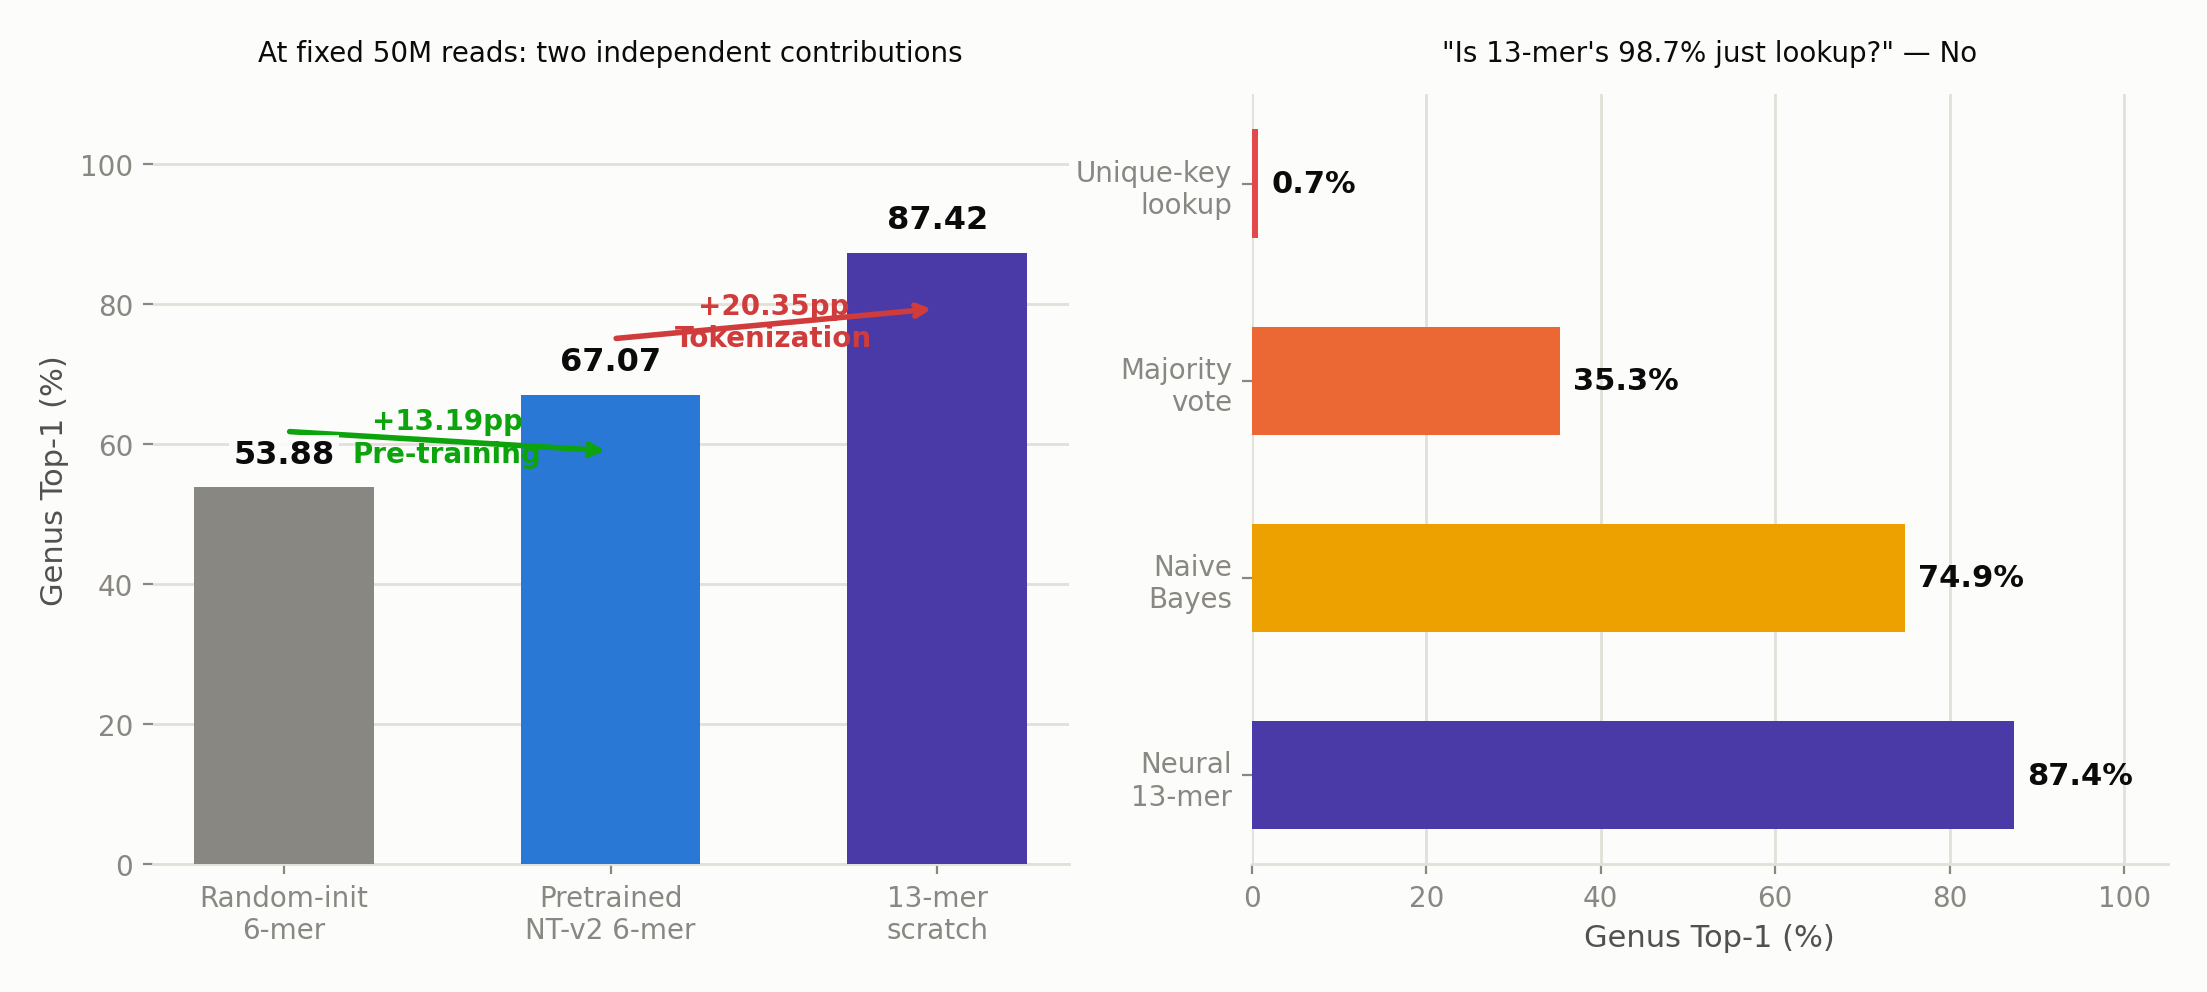 At fixed 50M reads: two independent contributions
Genus Top-1 (%)
100
80
60
40
20
0
53.88
67.07
87.42
+13.19pp
Pre-training
+20.35pp
Tokenization
Random-init
6-mer
Pretrained
NT-v2 6-mer
13-mer
scratch
"Is 13-mer's 98.7% just lookup?" — No
Unique-key
lookup
0.7%
Majority
vote
35.3%
Naive
Bayes
74.9%
Neural
13-mer
87.4%
0
20
40
60
80
100
Genus Top-1 (%)